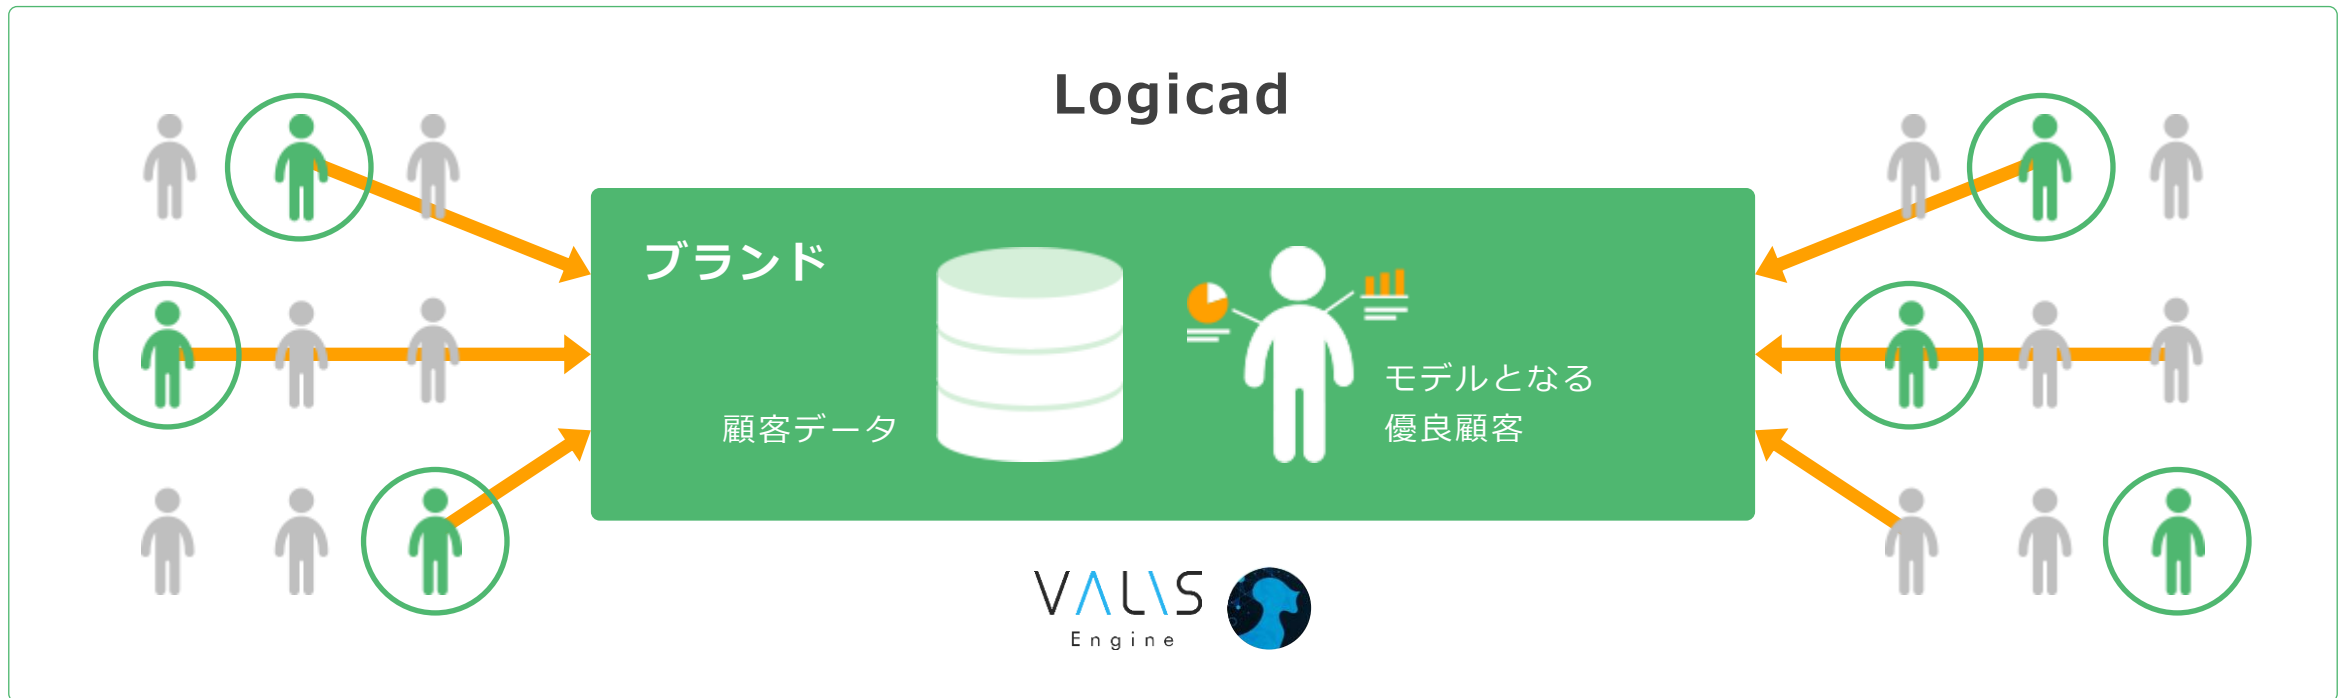 Logicad
ブランド
顧客データ
モデルとなる
優良顧客
VALIS
Engine